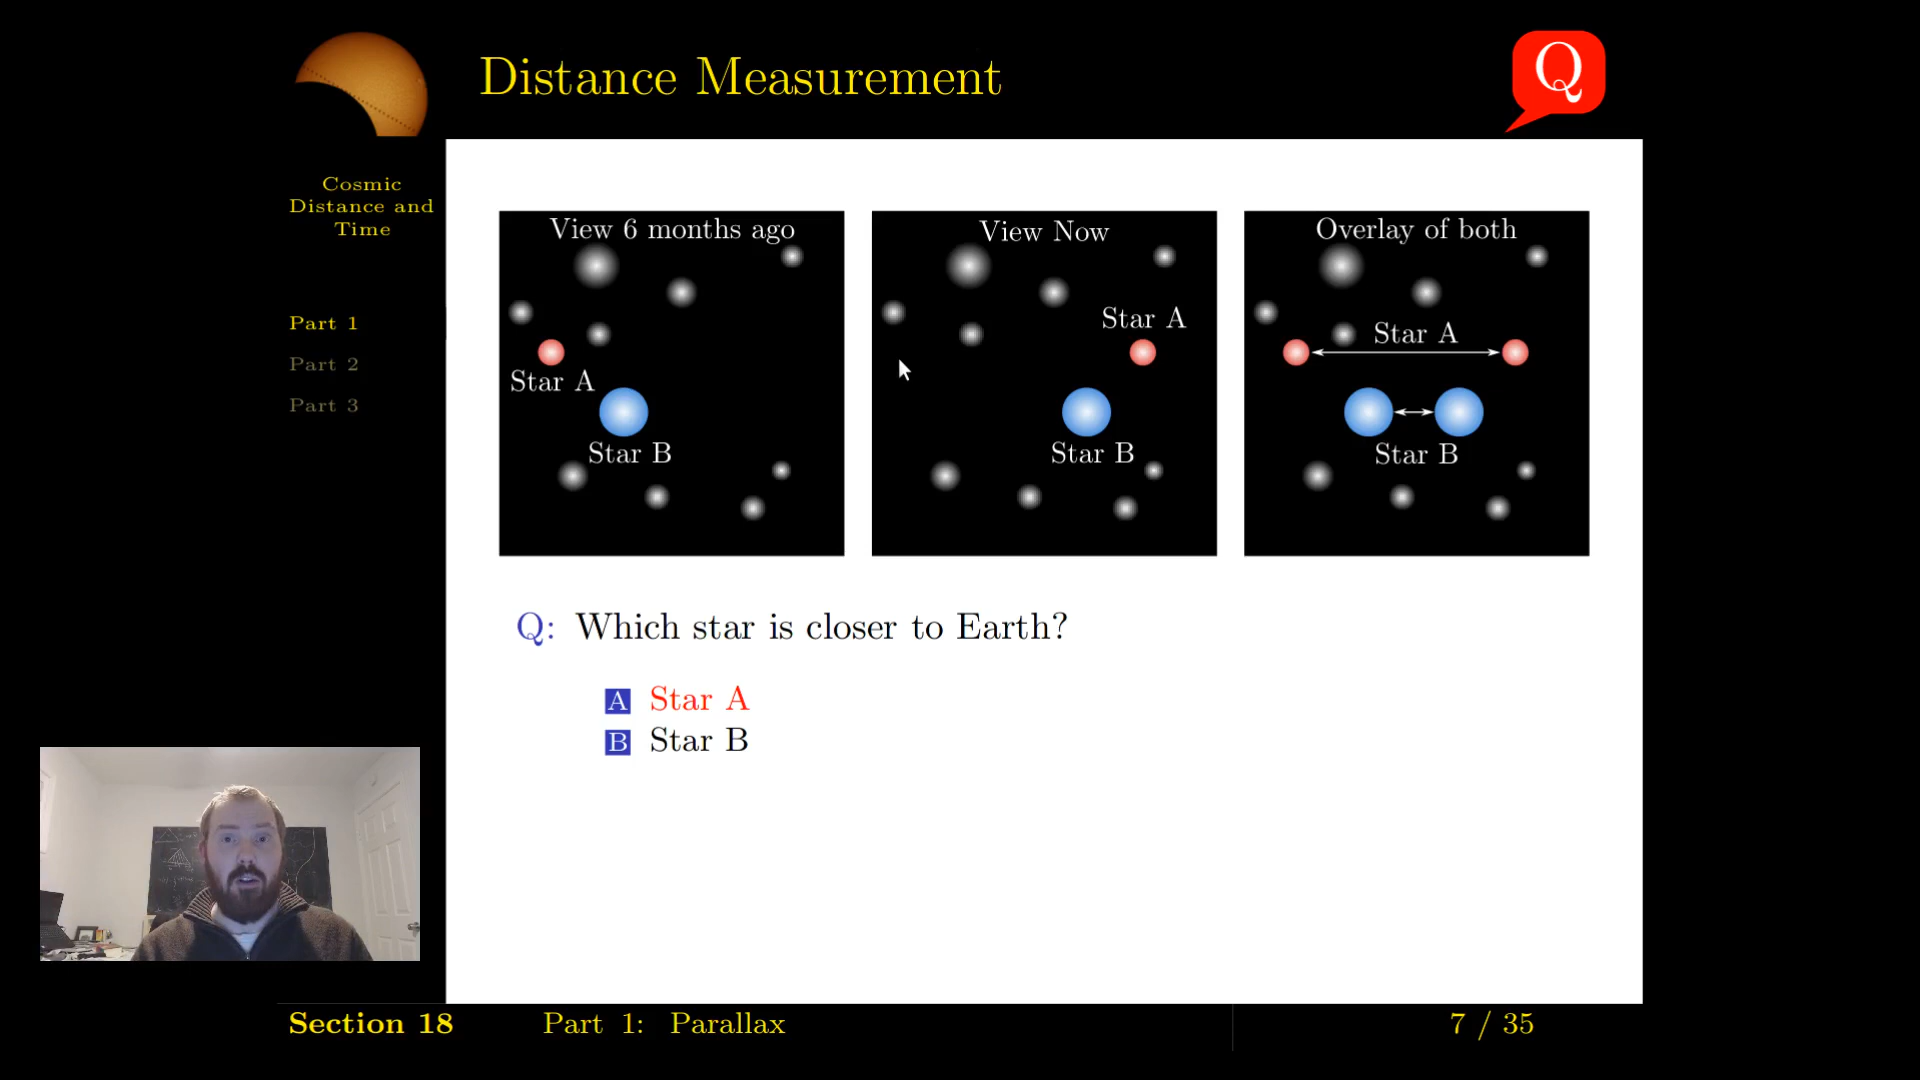 Distance Measurement
Q
Cosmic
Distance and
Time
Part 1
Part 2
Part 3
View 6 months ago
Star A
Star B
View Now
Star A
Star B
Overlay of both
Star A
Star B
Q: Which star is closer to Earth?
A Star A
B Star B
Section 18
Part 1: Parallax
7 / 35